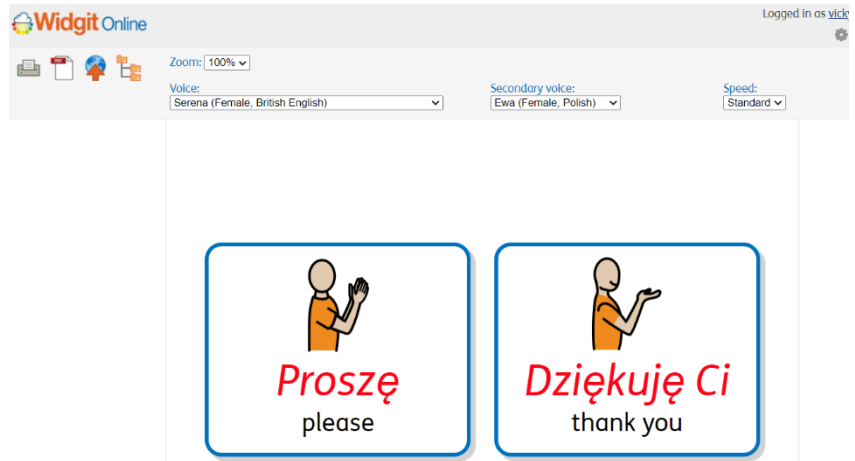 Widgit Online
Logged in as vicky
Zoom: 100%
Voice: Secondary voice: Speed:
Serena (Female, British English) Ewa (Female, Polish) Standard
Proszę Dziękuję Ci
please thank you